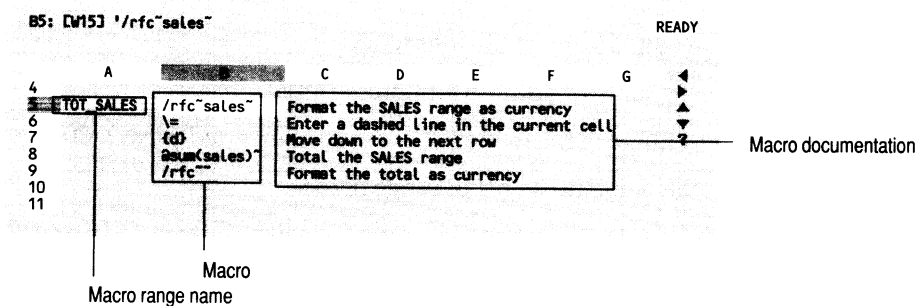 B5: [W15] '/rfc~sales~
READY
A B C D E F G
4
5 TOT_SALES /rfc~sales~ Format the SALES range as currency
6 \= Enter a dashed line in the current cell
7 {d} Move down to the next row ?
8 @sum(sales)~ Total the SALES range
9 /rfc~~ Format the total as currency
10
11
Macro documentation
Macro
Macro range name